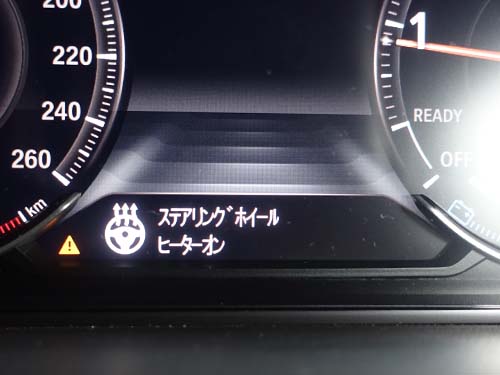 200
220
240
260
km
1
READY
OFF
ｽﾃｱﾘﾝｸﾞﾎｲｰﾙ
ﾋｰﾀｰｵﾝ